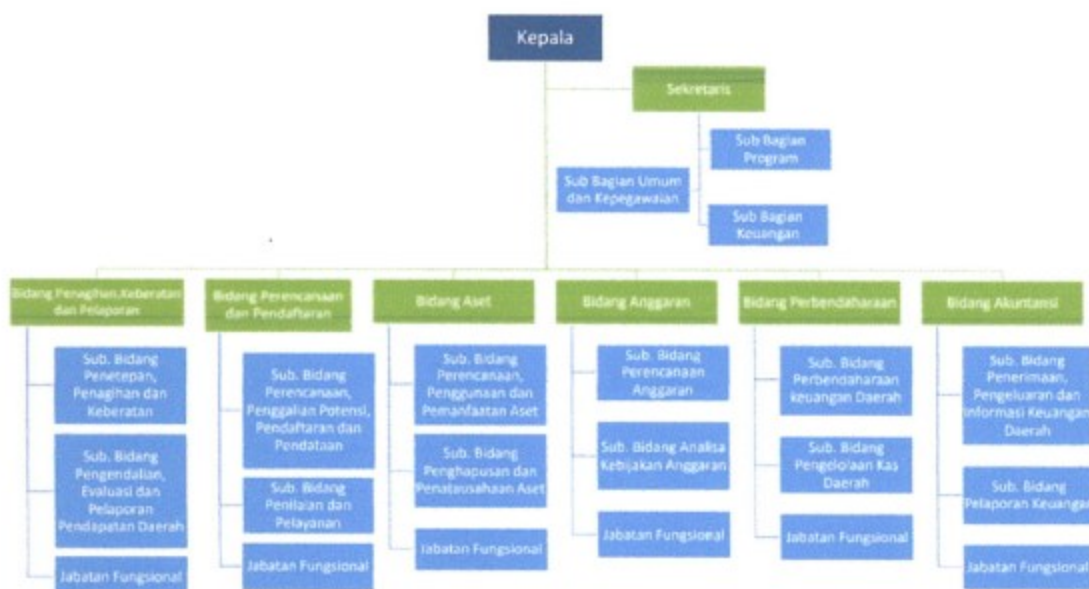 Kepala
Sekretaris
Sub Bagian
Program
Sub Bagian Umum
dan Kepegawaian
Sub Bagian
Keuangan
Bidang Penagihan,Keberatan
dan Pelaporan
Sub. Bidang
Penetepan,
Penagihan dan
Keberatan
Sub. Bidang
Pengendalian,
Evaluasi dan
Pelaporan
Pendapatan Daerah
Jabatan Fungsional
Bidang Perencanaan
dan Pendaftaran
Sub. Bidang
Perencanaan,
Penggalian Potensi,
Pendaftaran dan
Pendataan
Sub. Bidang
Penilaian dan
Pelayanan
Jabatan Fungsional
Bidang Aset
Sub. Bidang
Perencanaan,
Penggunaan dan
Pemanfaatan Aset
Sub. Bidang
Penghapusan dan
Penatausahaan Aset
Jabatan Fungsional
Bidang Anggaran
Sub. Bidang
Perencanaan
Anggaran
Sub. Bidang Analisa
Kebijakan Anggaran
Jabatan Fungsional
Bidang Perbendaharaan
Sub. Bidang
Perbendaharaan
keuangan Daerah
Sub. Bidang
Pengelolaan Kas
Daerah
Jabatan Fungsional
Bidang Akuntansi
Sub. Bidang
Penerimaan,
Pengeluaran dan
Informasi Keuangan
Daerah
Sub. Bidang
Pelaporan Keuangan
Jabatan Fungsional